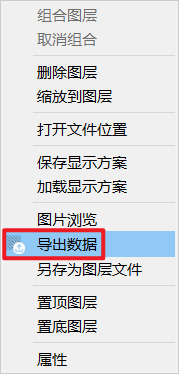 组合图层
取消组合
删除图层
缩放到图层
打开文件位置
保存显示方案
加载显示方案
图片浏览
导出数据
另存为图层文件
置顶图层
置底图层
属性